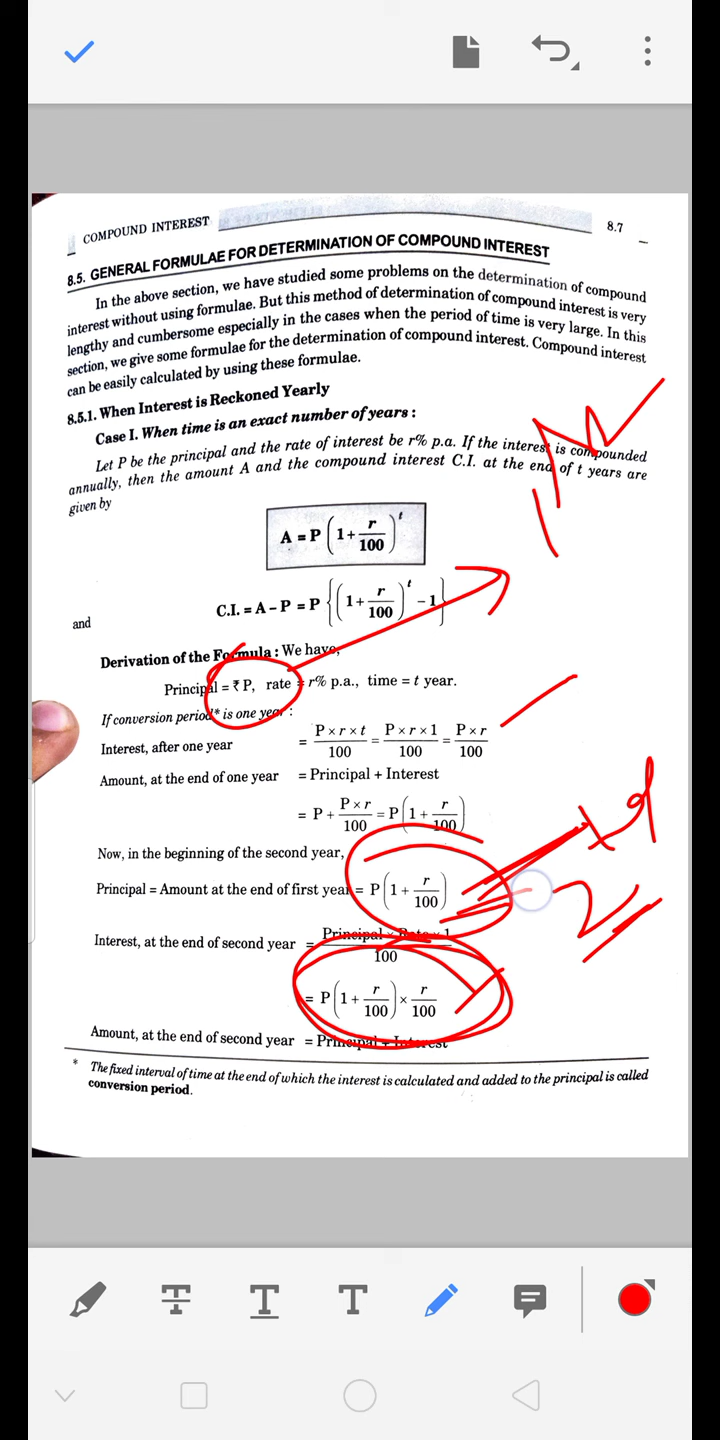 COMPOUND INTEREST
8.7
8.5. GENERAL FORMULAE FOR DETERMINATION OF COMPOUND INTEREST
In the above section, we have studied some problems on the determination of compound
interest without using formulae. But this method of determination of compound interest is very
lengthy and cumbersome especially in the cases when the period of time is very large. In this
section, we give some formulae for the determination of compound interest. Compound interest
can be easily calculated by using these formulae.
8.5.1. When Interest is Reckoned Yearly
Case I. When time is an exact number of years :
Let P be the principal and the rate of interest be r% p.a. If the interest is compounded
annually, then the amount A and the compound interest C.I. at the end of t years are
given by
A = P (1 + r/100)^t
and C.I. = A – P = P {(1 + r/100)^t – 1}
Derivation of the Formula : We have,
Principal = ₹ P, rate = r% p.a., time = t year.
If conversion period* is one year :
Interest, after one year = P × r × t/100 = P × r × 1/100 = P × r/100
Amount, at the end of one year = Principal + Interest
= P + P × r/100 = P(1 + r/100)
Now, in the beginning of the second year,
Principal = Amount at the end of first year = P(1 + r/100)
Interest, at the end of second year = Principal × Rate × 1/100
= P(1 + r/100) × r/100
Amount, at the end of second year = Principal + Interest
* The fixed interval of time at the end of which the interest is calculated and added to the principal is called
conversion period.
T T T